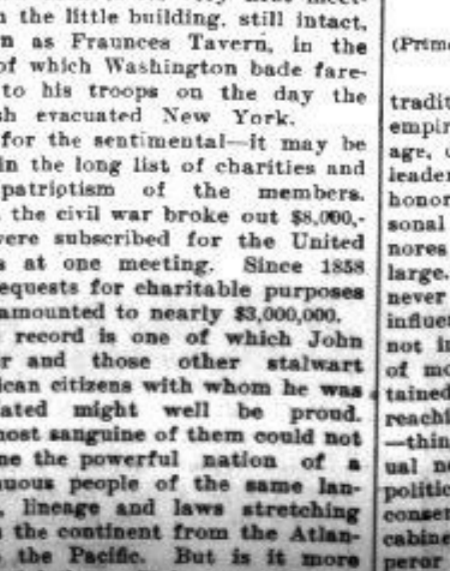 the little building, still intact,
as Fraunces Tavern, in the
of which Washington bade fare-
to his troops on the day the
evacuated New York.
for the sentimental—it may be
in the long list of charities and
patriotism of the members.
the civil war broke out $8,000,-
were subscribed for the United
at one meeting. Since 1858
requests for charitable purposes
amounted to nearly $3,000,000.
record is one of which John
and those other stalwart
ican citizens with whom he was
ated might well be proud.
most sanguine of them could not
the powerful nation of a
uous people of the same lan-
lineage and laws stretching
the continent from the Atlan-
the Pacific. But is it more
(Prim
tradit
empir
age,
leader
honor
sonal
nores
large.
never
influe
not i
of mo
tained
reachi
—thin
ual
politic
conser
cabine
peror